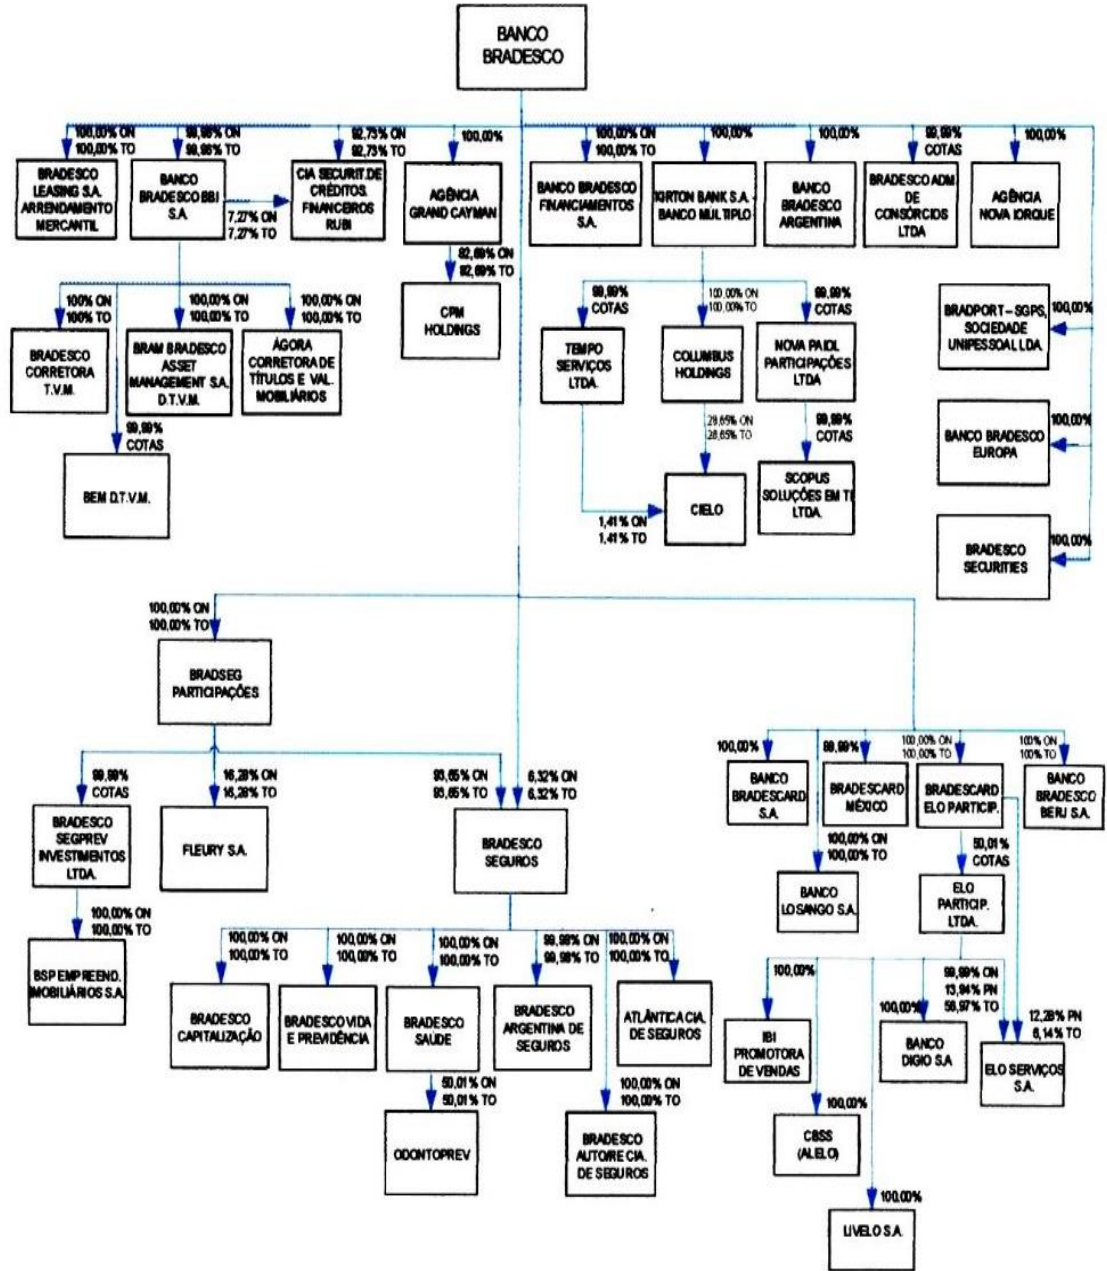 BANCO
BRADESCO
100,00% ON
100,00% TO
99,96% ON
99,96% TO
92,73% ON
92,73% TO
100,00%
100,00% ON
100,00% TO
100,00%
100,00%
99,99%
COTAS
100,00%
BRADESCO
LEASING S.A.
ARRENDAMENTO
MERCANTIL
BANCO
BRADESCO BBI
S.A
7,27% ON
7,27% TO
CIA SECURIT. DE
CRÉDITOS
FINANCEIROS
RUBI
AGÊNCIA
GRAND CAYMAN
BANCO BRADESCO
FINANCIAMENTOS
S.A.
BANCO MÚLTIPLO
BANCO
BRADESCO
ARGENTINA
BRADESCO ADM.
DE
CONSÓRCIOS
LTDA
AGÊNCIA
NOVA IORQUE
100% ON
100% TO
100,00% ON
100,00% TO
100,00% ON
100,00% TO
BRADESCO
CORRETORA
T.V.M.
BRAM BRADESCO
ASSET
MANAGEMENT S.A.
D.T.V.M.
ÁGORA
CORRETORA DE
TÍTULOS E VAL.
MOBILIÁRIOS
99,99%
COTAS
BEM D.T.V.M.
CPM
HOLDINGS
99,99%
COTAS
100,00% ON
100,00% TO
99,99%
COTAS
TEMPO
SERVIÇOS
LTDA.
COLUMBUS
HOLDINGS
NOVA PAIOL
PARTICIPAÇÕES
LTDA
28,65% ON
28,65% TO
99,99%
COTAS
1,41% ON
1,41% TO
CIELO
SCOPUS
SOLUÇÕES EM TI
LTDA.
BRADPORT – SGPS,
SOCIEDADE
UNIPESSOAL LDA.
100,00%
BANCO BRADESCO
EUROPA
100,00%
BRADESCO
SECURITIES
100,00%
100,00% ON
100,00% TO
BRADSEG
PARTICIPAÇÕES
99,99%
COTAS
16,28% ON
16,28% TO
93,65% ON
93,65% TO
6,32% ON
6,32% TO
BRADESCO
SEGPREV
INVESTIMENTOS
LTDA.
FLEURY S.A.
BRADESCO
SEGUROS
100,00% ON
100,00% TO
BSP EMPREEND.
IMOBILIÁRIOS S.A.
100,00% ON
100,00% TO
100,00% ON
100,00% TO
100,00% ON
100,00% TO
99,98% ON
99,98% TO
100,00% ON
100,00% TO
BRADESCO
CAPITALIZAÇÃO
BRADESCO VIDA
E PREVIDÊNCIA
BRADESCO
SAÚDE
BRADESCO
ARGENTINA DE
SEGUROS
ATLÂNTICA CIA.
DE SEGUROS
50,01% ON
50,01% TO
ODONTOPREV
100,00% ON
100,00% TO
BRADESCO
AUTO/RE CIA.
DE SEGUROS
100,00%
99,99%
100,00% ON
100,00% TO
100% ON
100% TO
BANCO
BRADESCARD
S.A.
BRADESCARD
MÉXICO
BRADESCARD
ELO PARTICIP.
BANCO
BRADESCO
BERJ S.A.
100,00% ON
100,00% TO
BANCO
LOSANGO S.A.
50,01%
COTAS
ELO
PARTICIP.
LTDA.
100,00%
100,00%
99,99% ON
13,94% PN
56,97% TO
12,28% PN
6,14% TO
IBI
PROMOTORA
DE VENDAS
BANCO
DIGIO S.A
ELO SERVIÇOS
S.A.
100,00%
CBSS
(ALELO)
100,00%
LIVELO S.A.